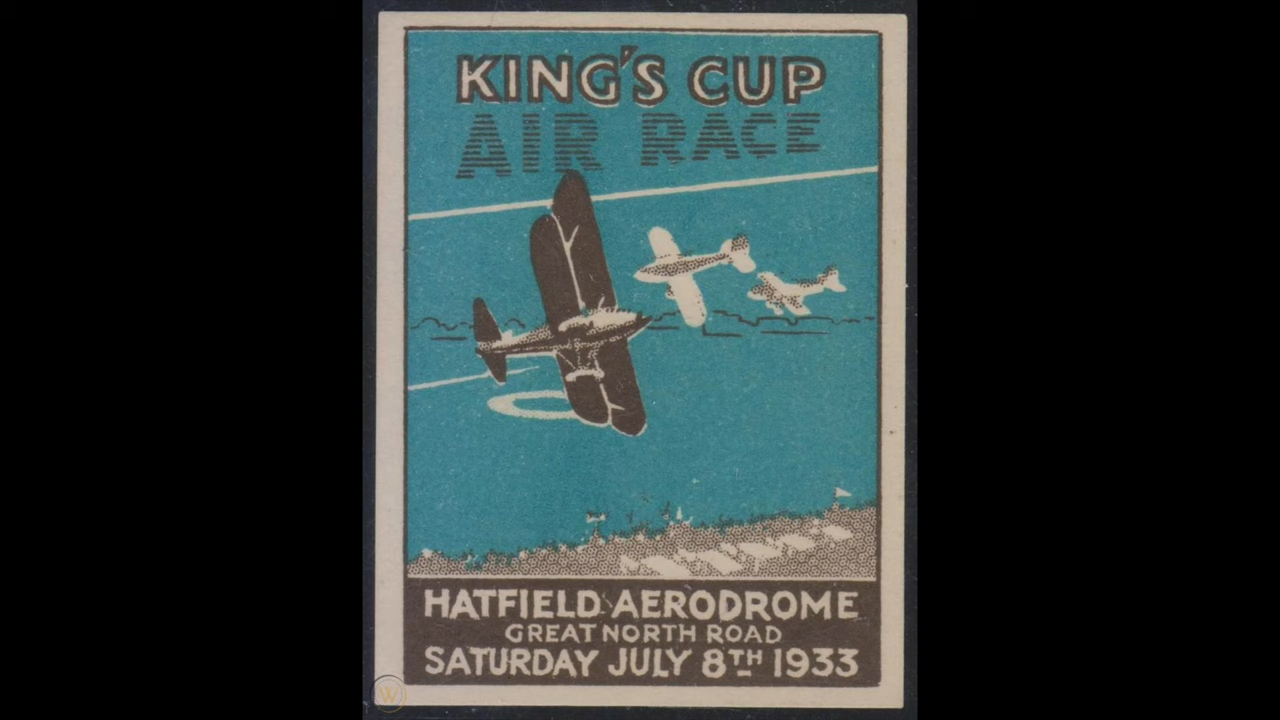 KING'S CUP
AIR RACE
HATFIELD AERODROME
GREAT NORTH ROAD
SATURDAY JULY 8TH 1933
W